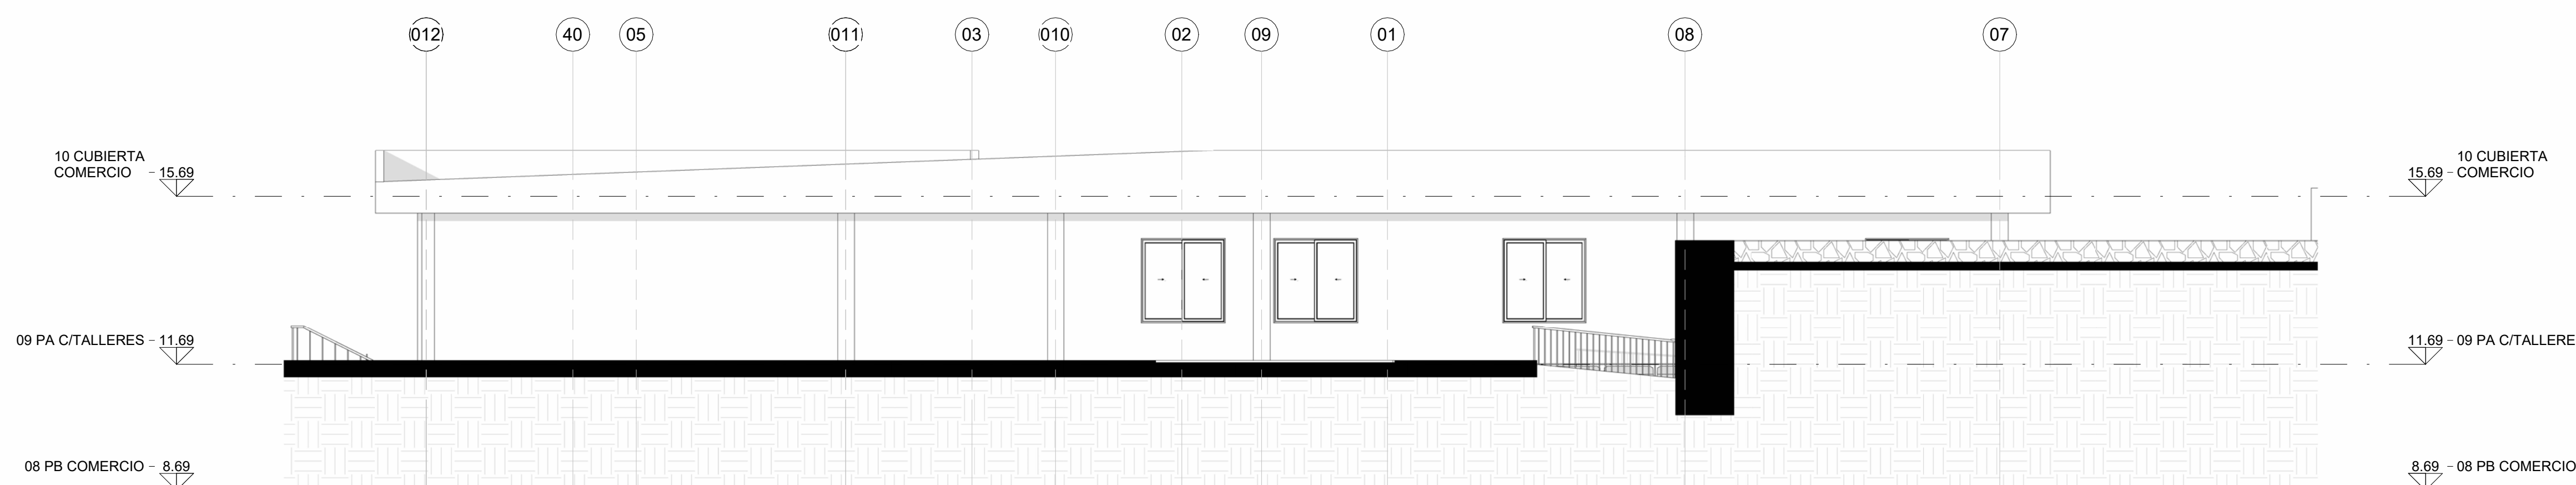 012 40 05 011 03 010 02 09 01 08 07
10 CUBIERTA
COMERCIO 15.69
10 CUBIERTA
15.69 COMERCIO
09 PA C/TALLERES 11.69
11.69 09 PA C/TALLERE
08 PB COMERCIO 8.69
8.69 08 PB COMERCIO